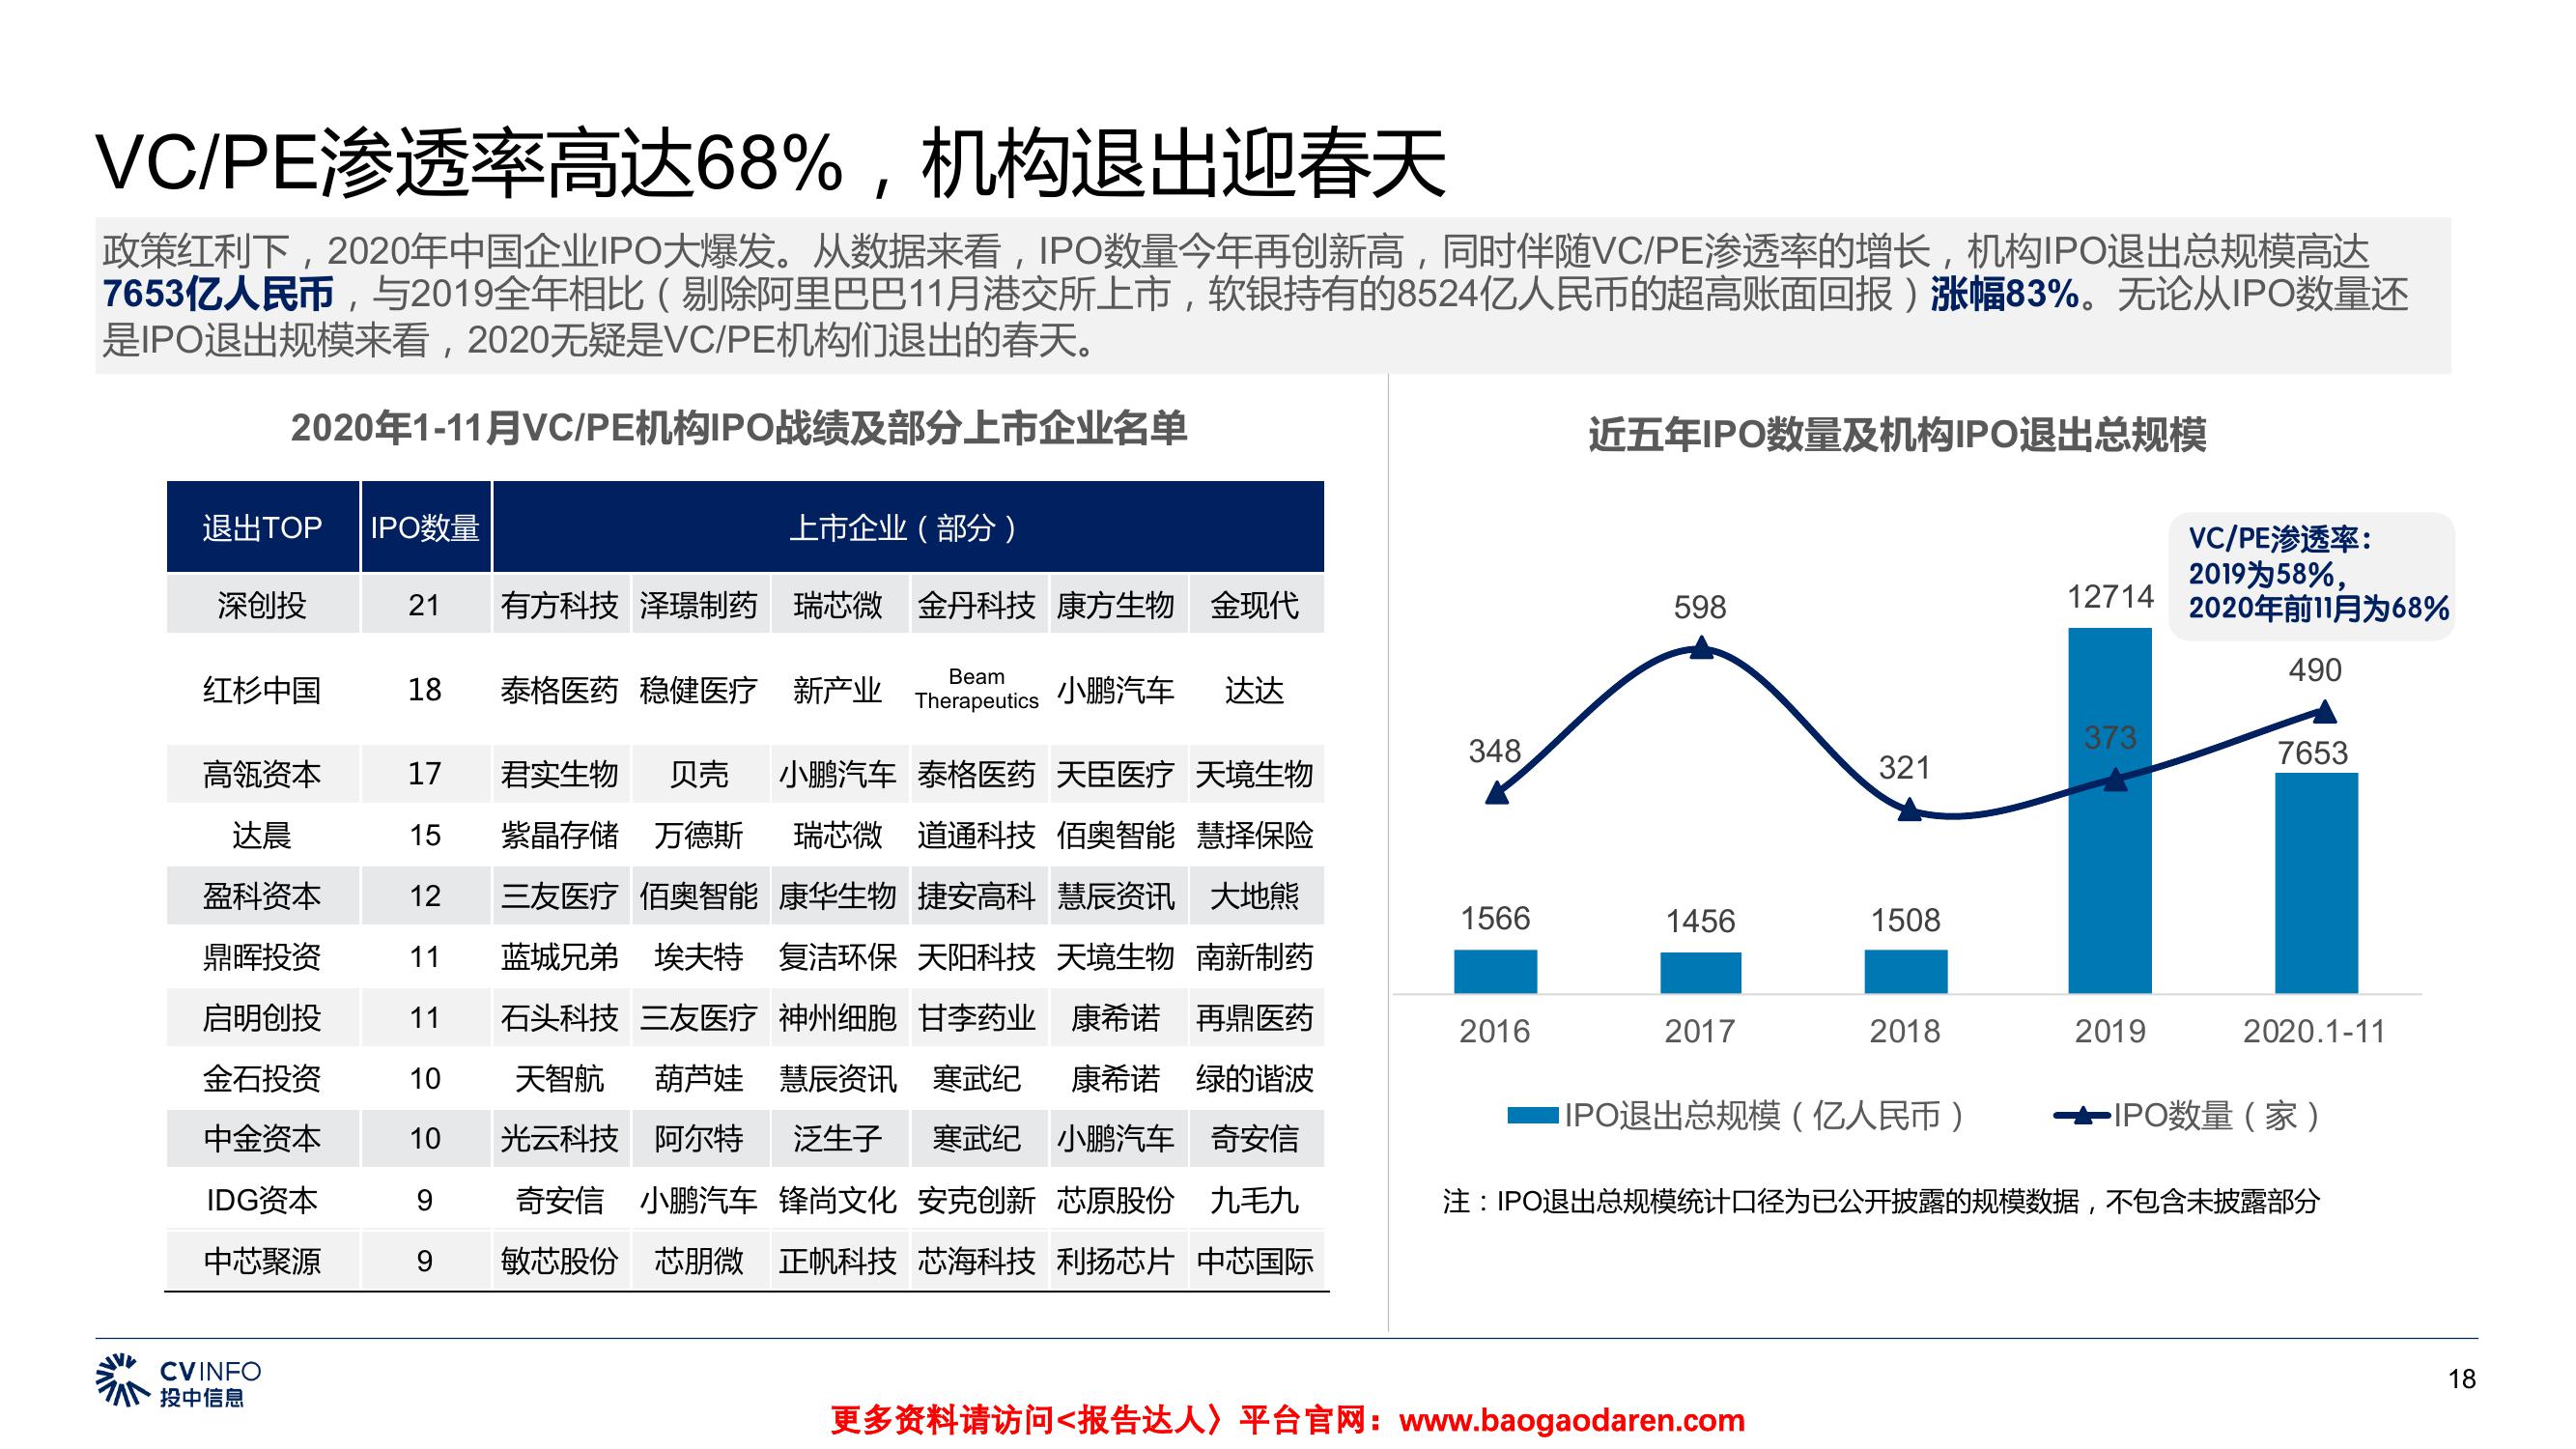 VC/PE渗透率高达68%，机构退出迎春天
政策红利下，2020年中国企业IPO大爆发。从数据来看，IPO数量今年再创新高，同时伴随VC/PE渗透率的增长，机构IPO退出总规模高达
7653亿人民币，与2019全年相比（剔除阿里巴巴11月港交所上市，软银持有的8524亿人民币的超高账面回报）涨幅83%。无论从IPO数量还
是IPO退出规模来看，2020无疑是VC/PE机构们退出的春天。
2020年1-11月VC/PE机构IPO战绩及部分上市企业名单
退出TOP IPO数量 上市企业（部分）
深创投 21 有方科技 泽璟制药 瑞芯微 金丹科技 康方生物 金现代
红杉中国 18 泰格医药 稳健医疗 新产业 Beam Therapeutics 小鹏汽车 达达
高瓴资本 17 君实生物 贝壳 小鹏汽车 泰格医药 天臣医疗 天境生物
达晨 15 紫晶存储 万德斯 瑞芯微 道通科技 佰奥智能 慧择保险
盈科资本 12 三友医疗 佰奥智能 康华生物 捷安高科 慧辰资讯 大地熊
鼎晖投资 11 蓝城兄弟 埃夫特 复洁环保 天阳科技 天境生物 南新制药
启明创投 11 石头科技 三友医疗 神州细胞 甘李药业 康希诺 再鼎医药
金石投资 10 天智航 葫芦娃 慧辰资讯 寒武纪 康希诺 绿的谐波
中金资本 10 光云科技 阿尔特 泛生子 寒武纪 小鹏汽车 奇安信
IDG资本 9 奇安信 小鹏汽车 锋尚文化 安克创新 芯原股份 九毛九
中芯聚源 9 敏芯股份 芯朋微 正帆科技 芯海科技 利扬芯片 中芯国际
近五年IPO数量及机构IPO退出总规模
VC/PE渗透率：
2019为58%，
2020年前11月为68%
348 598 321 373 490
1566 1456 1508 12714 7653
2016 2017 2018 2019 2020.1-11
IPO退出总规模（亿人民币） IPO数量（家）
注：IPO退出总规模统计口径为已公开披露的规模数据，不包含未披露部分
CVINFO
投中信息
18
更多资料请访问<报告达人〉平台官网：www.baogaodaren.com